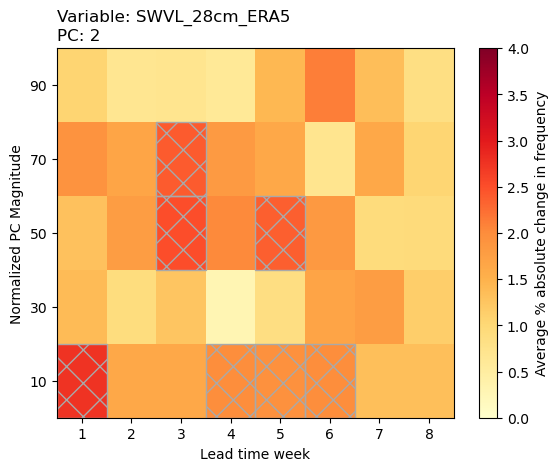 Variable: SWVL_28cm_ERA5
PC: 2
90
70
50
30
10
Normalized PC Magnitude
1 2 3 4 5 6 7 8
Lead time week
4.0
3.5
3.0
2.5
2.0
1.5
1.0
0.5
0.0
Average % absolute change in frequency